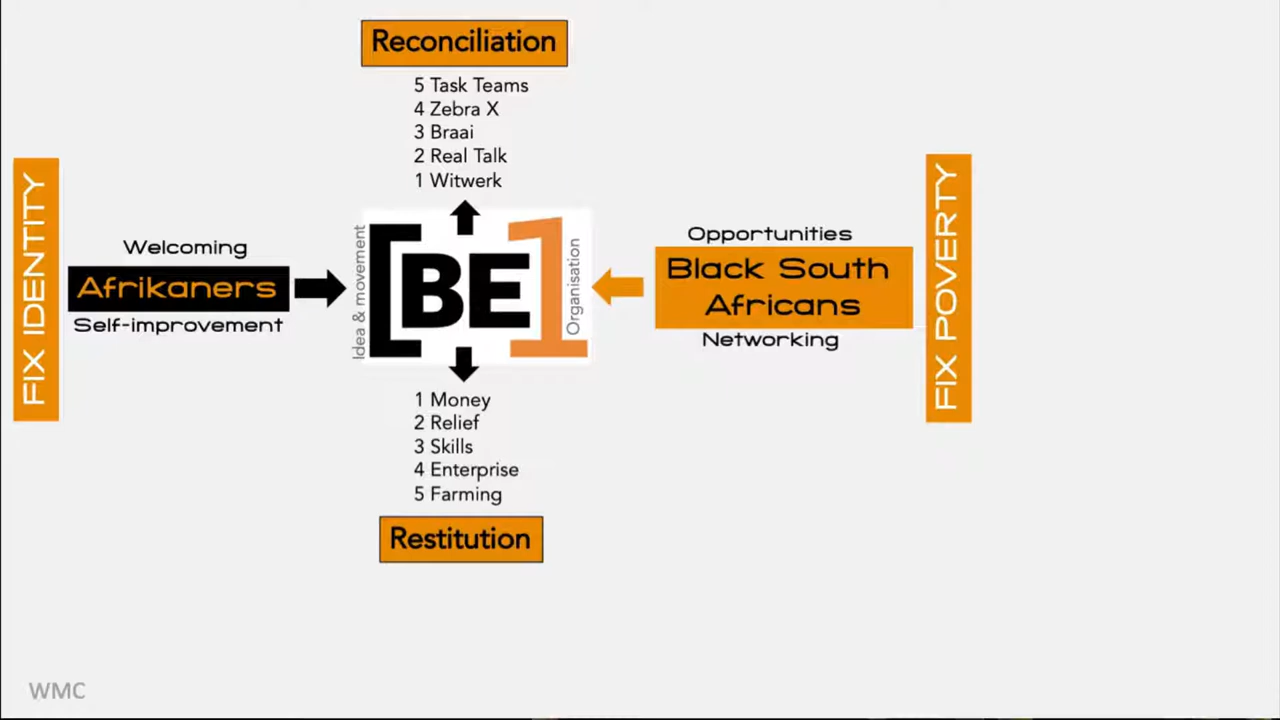 Reconciliation
5 Task Teams
4 Zebra X
3 Braai
2 Real Talk
1 Witwerk
FIX IDENTITY
Welcoming
Afrikaners
Self-improvement
Idea & movement
[BE1
Organisation
Opportunities
Black South
Africans
Networking
FIX POVERTY
1 Money
2 Relief
3 Skills
4 Enterprise
5 Farming
Restitution
WMC